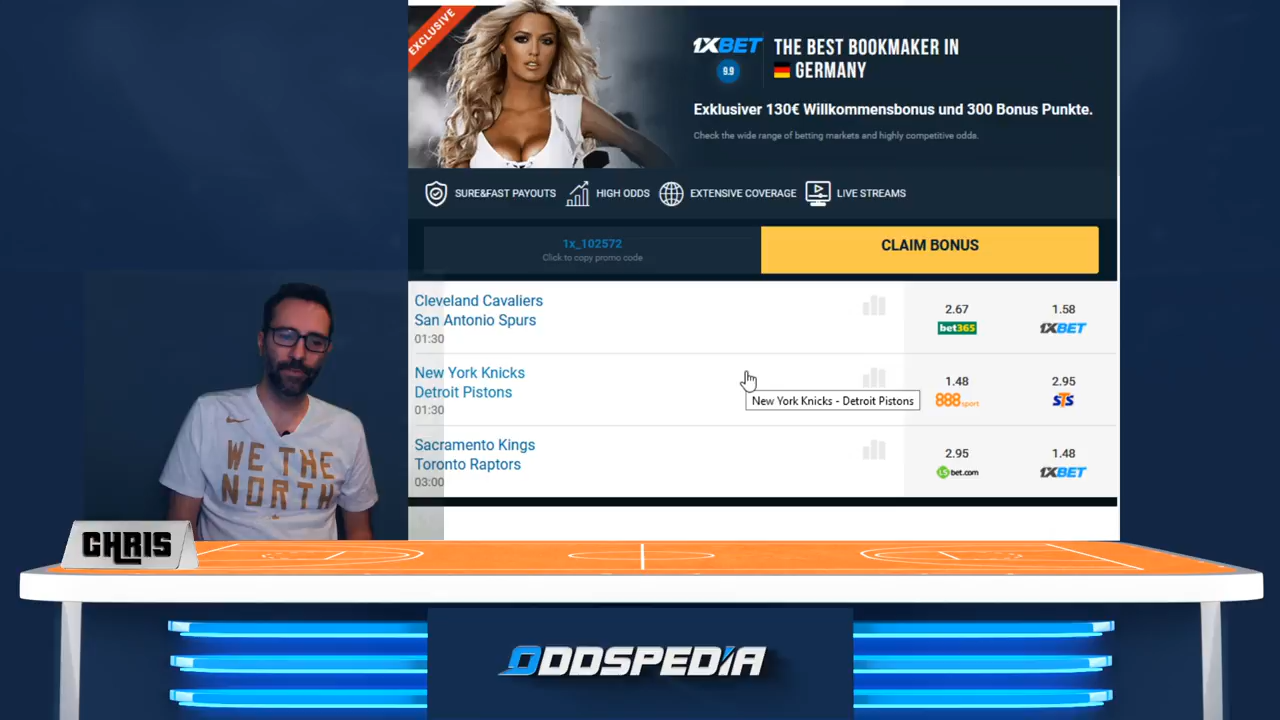 EXCLUSIVE
1XBET
9.9
THE BEST BOOKMAKER IN
GERMANY
Exklusiver 130€ Willkommensbonus und 300 Bonus Punkte.
Check the wide range of betting markets and highly competitive odds.
SURE&FAST PAYOUTS
HIGH ODDS
EXTENSIVE COVERAGE
LIVE STREAMS
1x_102572
Click to copy promo code
CLAIM BONUS
Cleveland Cavaliers
San Antonio Spurs
01:30
2.67
bet365
1.58
1XBET
New York Knicks
Detroit Pistons
01:30
New York Knicks - Detroit Pistons
1.48
888sport
2.95
STS
Sacramento Kings
Toronto Raptors
03:00
2.95
LSbet.com
1.48
1XBET
WE THE
NORTH
CHRIS
ODDSPEDIA